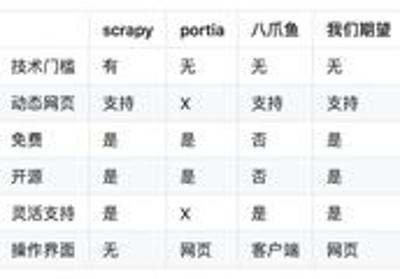 scrapy portia 八爪鱼 我们期望
技术门槛 有 无 无 无
动态网页 支持 X 支持 支持
免费 是 是 否 是
开源 是 是 否 是
灵活支持 是 X 是 是
操作界面 无 网页 客户端 网页